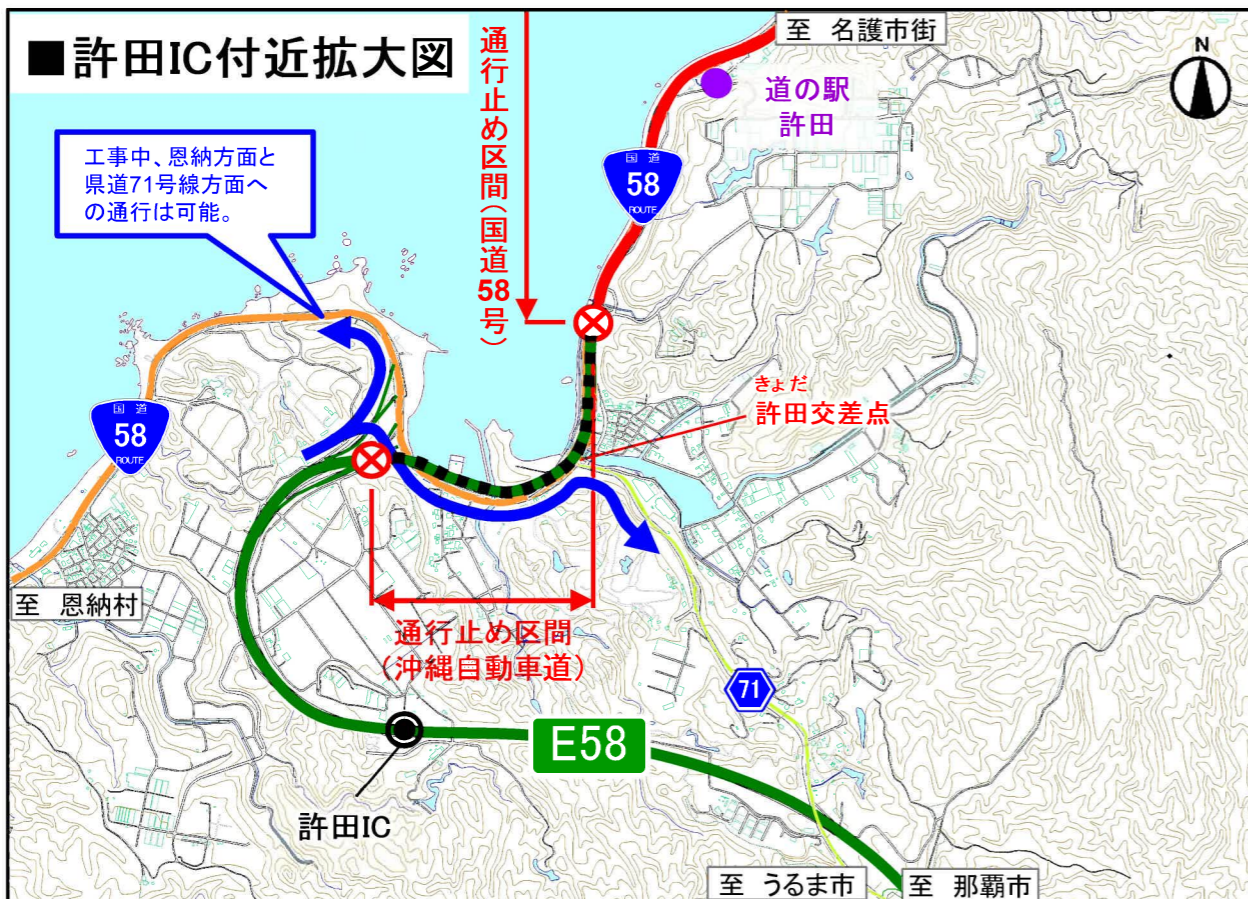 ■許田IC付近拡大図
通行止め区間(国道58号)
至 名護市街
N
道の駅
許田
工事中、恩納方面と
県道71号線方面へ
の通行は可能。
国道
58
ROUTE
きょだ
許田交差点
国道
58
ROUTE
至 恩納村
通行止め区間
(沖縄自動車道)
71
E58
許田IC
至 うるま市
至 那覇市